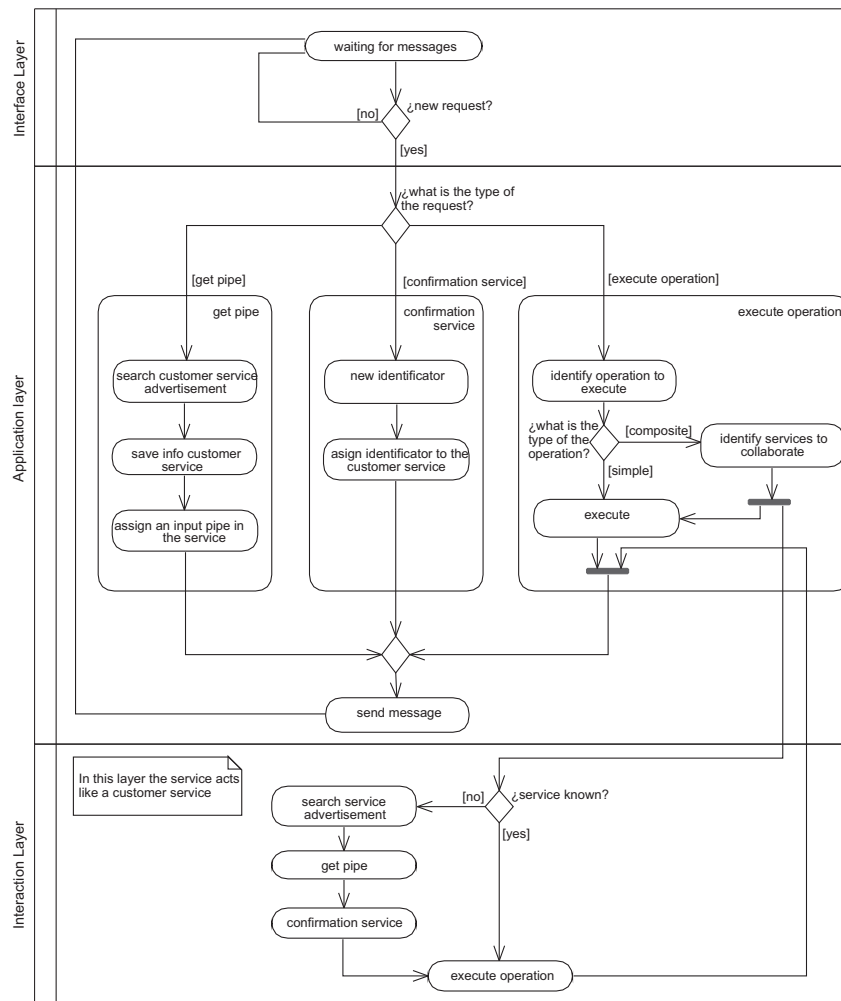 Interface Layer
waiting for messages
¿new request?
[no]
[yes]
Application layer
¿what is the type of
the request?
[get pipe]
[confirmation service]
[execute operation]
get pipe
search customer service
advertisement
save info customer
service
assign an input pipe in
the service
confirmation
service
new identificator
asign identificator to the
customer service
execute operation
identify operation to
execute
¿what is the
type of the
operation?
[composite]
identify services to
collaborate
[simple]
execute
send message
Interaction Layer
In this layer the service acts
like a customer service
¿service known?
[no]
[yes]
search service
advertisement
get pipe
confirmation service
execute operation